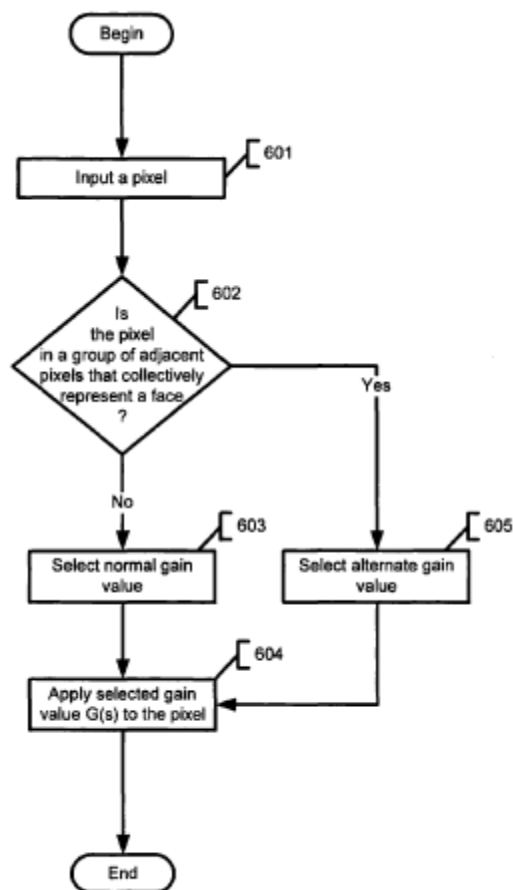 Begin
601
Input a pixel
602
Is
the pixel
in a group of adjacent
pixels that collectively
represent a face
?
Yes
No
603
Select normal gain
value
605
Select alternate gain
value
604
Apply selected gain
value G(s) to the pixel
End